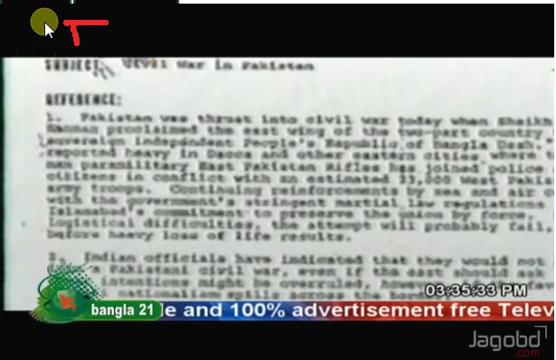 SUBJECT: Civil War in Pakistan
REFERENCE:
1. Pakistan was thrust into civil war today when Sheikh
Rahman proclaimed the east wing of the two-part country
sovereign independent People's Republic of Bangla Desh.
reported heavy in Dacca and other eastern cities, where
man paramilitary East Pakistan Rifles has joined police
citizens in conflict with an estimated West Pakis
army troops. Continuing reinforcements by sea and
with the government's stringent martial law regulations
Islamabad's commitment to preserve the union by force.
logistical difficulties, the attempt will probably fail,
before heavy loss of life results.
2. Indian officials have indicated that they would not
Pakistani civil war, even if the east should ask
overruled,
03:35:33 PM
bangla 21
e and 100% advertisement free Telev
Jagobd
.com